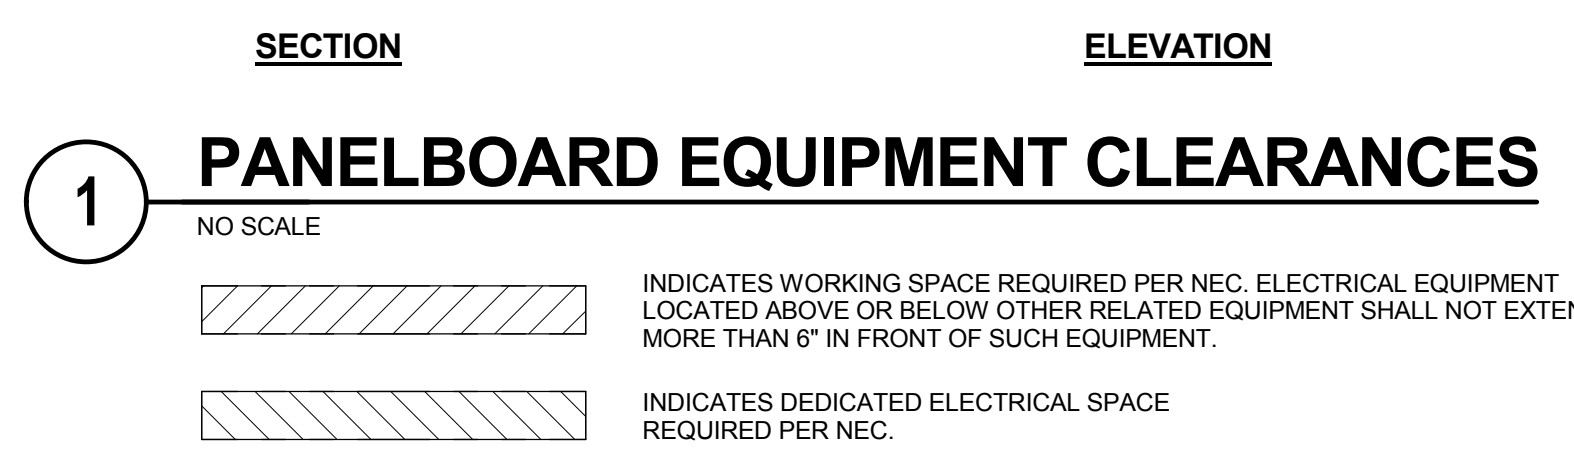 SECTION
ELEVATION
1
PANELBOARD EQUIPMENT CLEARANCES
NO SCALE
INDICATES WORKING SPACE REQUIRED PER NEC. ELECTRICAL EQUIPMENT
LOCATED ABOVE OR BELOW OTHER RELATED EQUIPMENT SHALL NOT
MORE THAN 6" IN FRONT OF SUCH EQUIPMENT.
INDICATES DEDICATED ELECTRICAL SPACE
REQUIRED PER NEC.